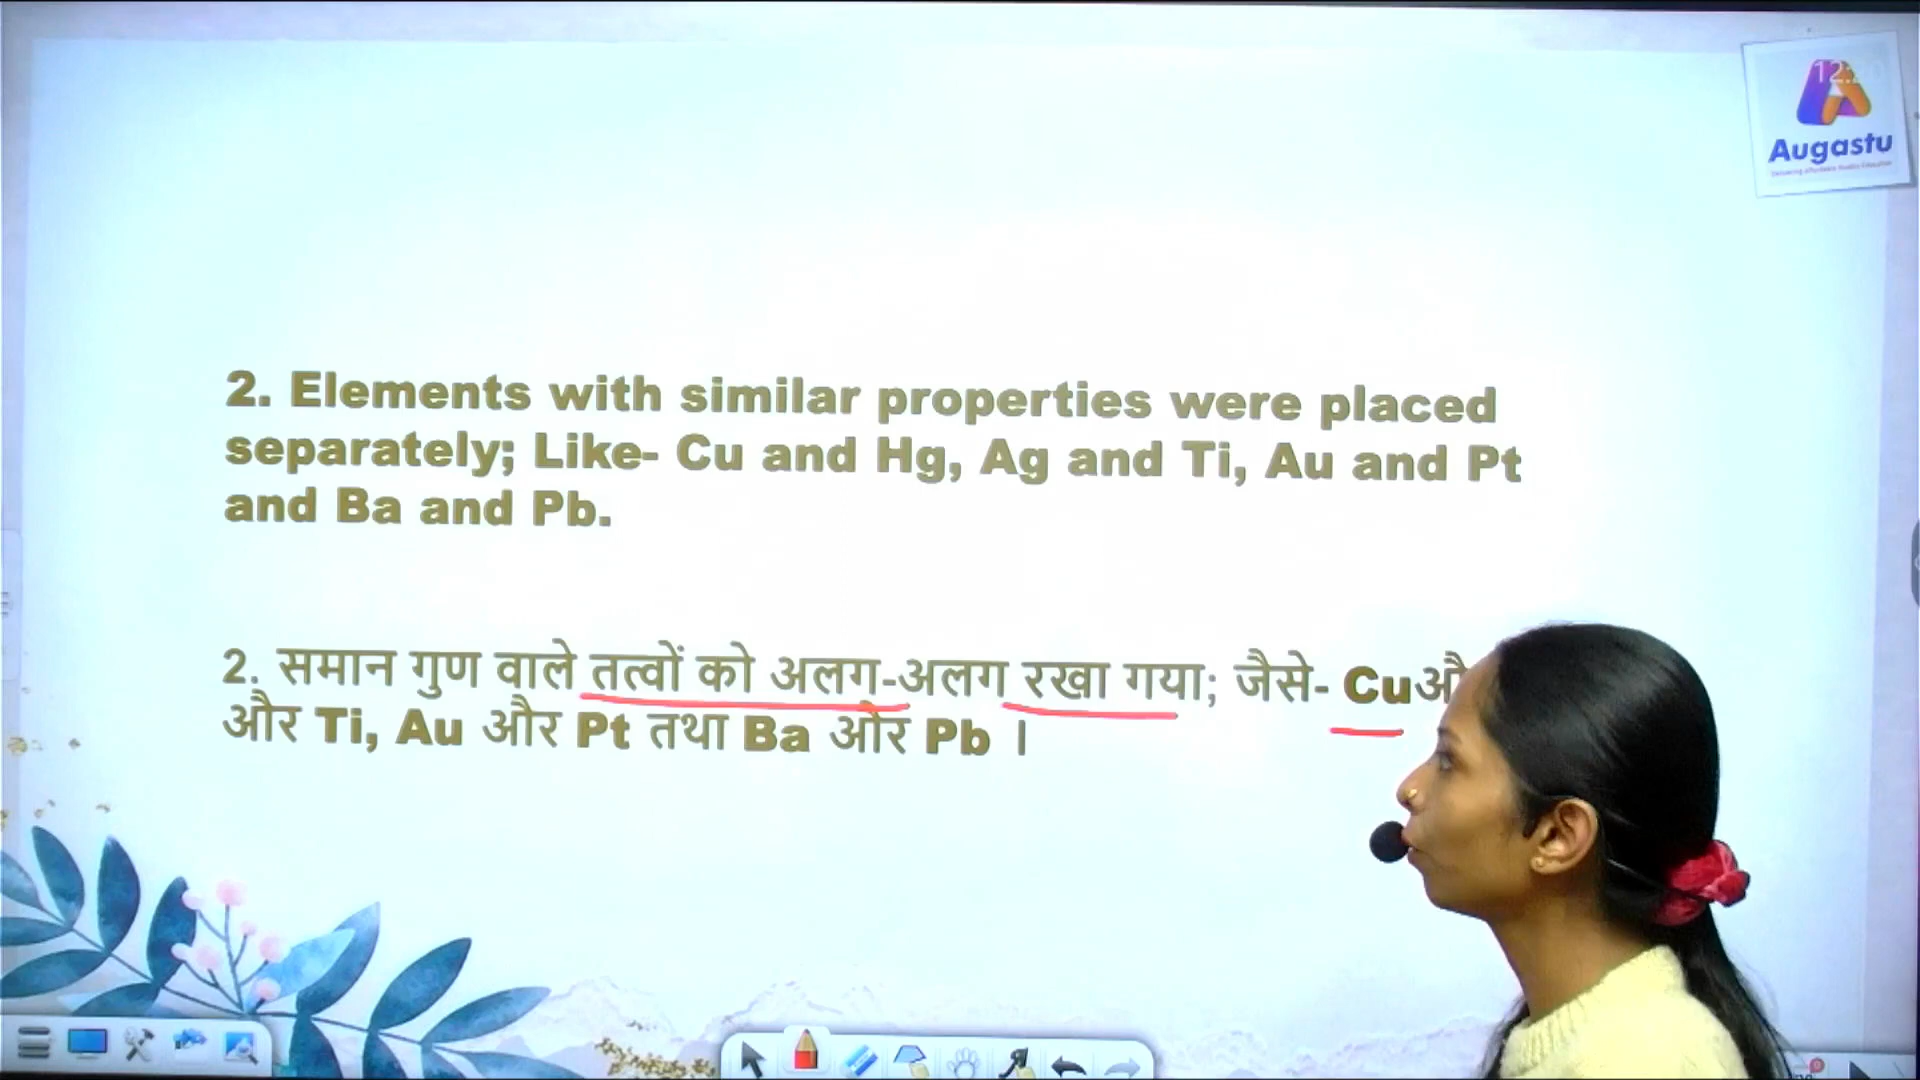 Augastu
2. Elements with similar properties were placed
separately; Like- Cu and Hg, Ag and Ti, Au and Pt
and Ba and Pb.
2. समान गुण वाले तत्वों को अलग-अलग रखा गया; जैसे- Cu
और Ti, Au और Pt तथा Ba और Pb ।